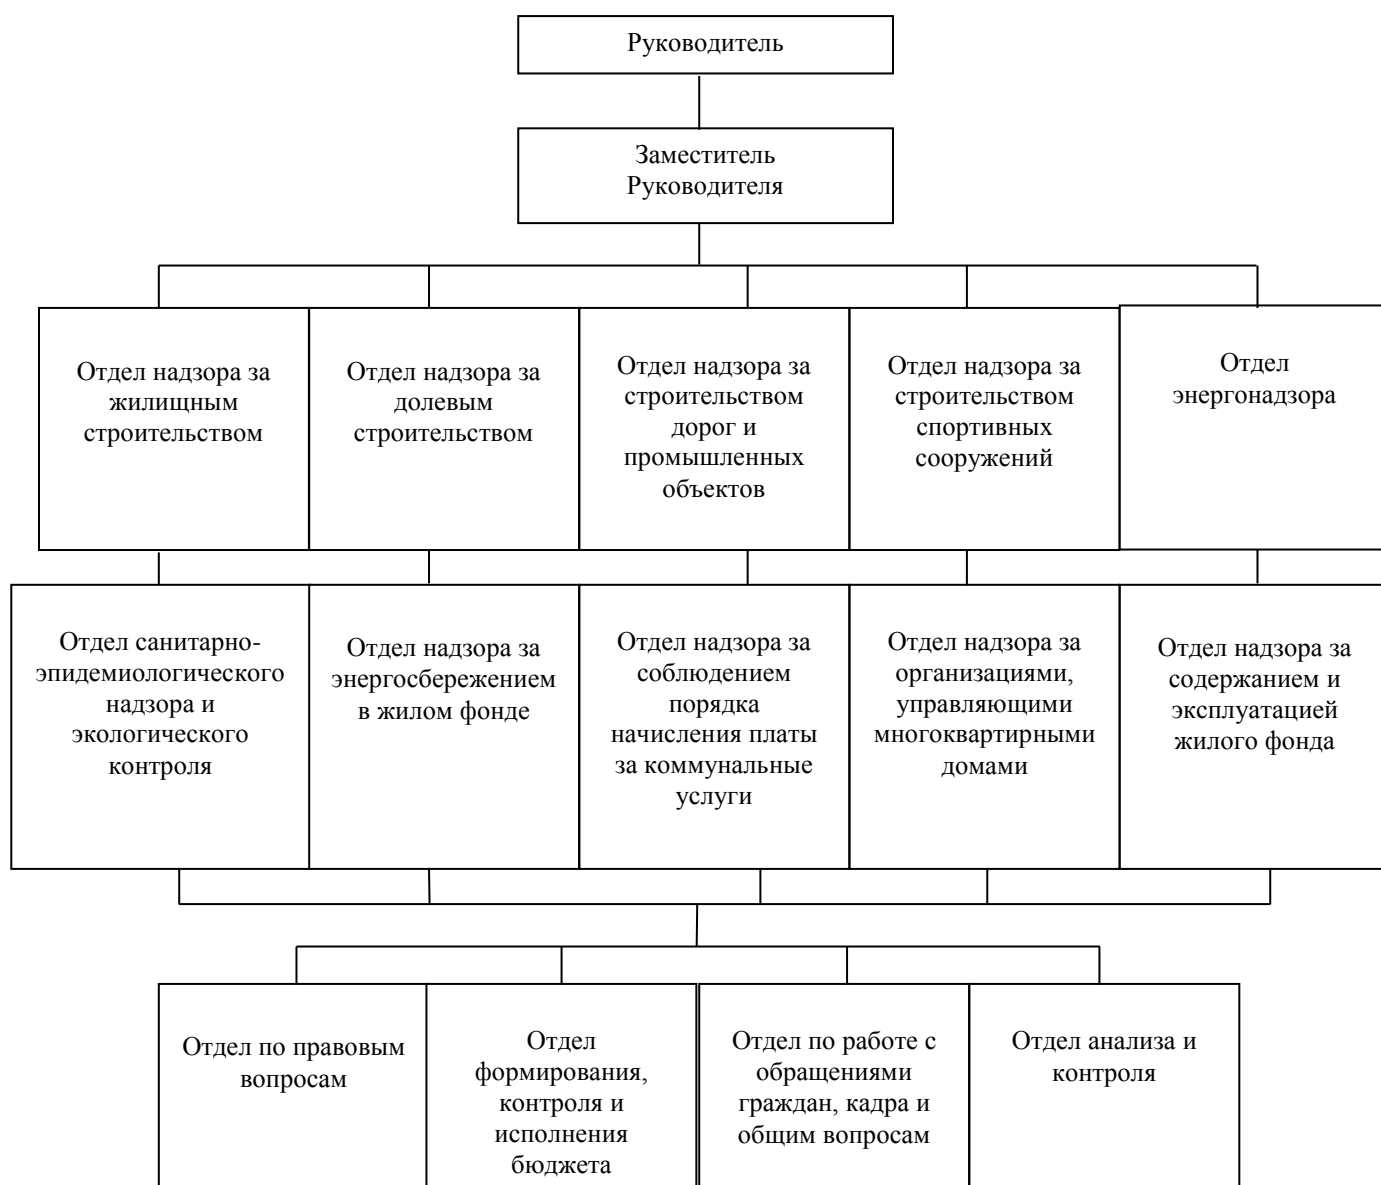 Руководитель
Заместитель
Руководителя
Отдел надзора за
жилищным
строительством
Отдел надзора за
долевым
строительством
Отдел надзора за
строительством
дорог и
промышленных
объектов
Отдел надзора за
строительством
спортивных
сооружений
Отдел
энергонадзора
Отдел санитарно-
эпидемиологического
надзора и
экологического
контроля
Отдел надзора за
энергосбережением
в жилом фонде
Отдел надзора за
соблюдением
порядка
начисления платы
за коммунальные
услуги
Отдел надзора за
организациями,
управляющими
многоквартирными
домами
Отдел надзора за
содержанием и
эксплуатацией
жилого фонда
Отдел по правовым
вопросам
Отдел
формирования,
контроля и
исполнения
бюджета
Отдел по работе с
обращениями
граждан, кадра и
общим вопросам
Отдел анализа и
контроля